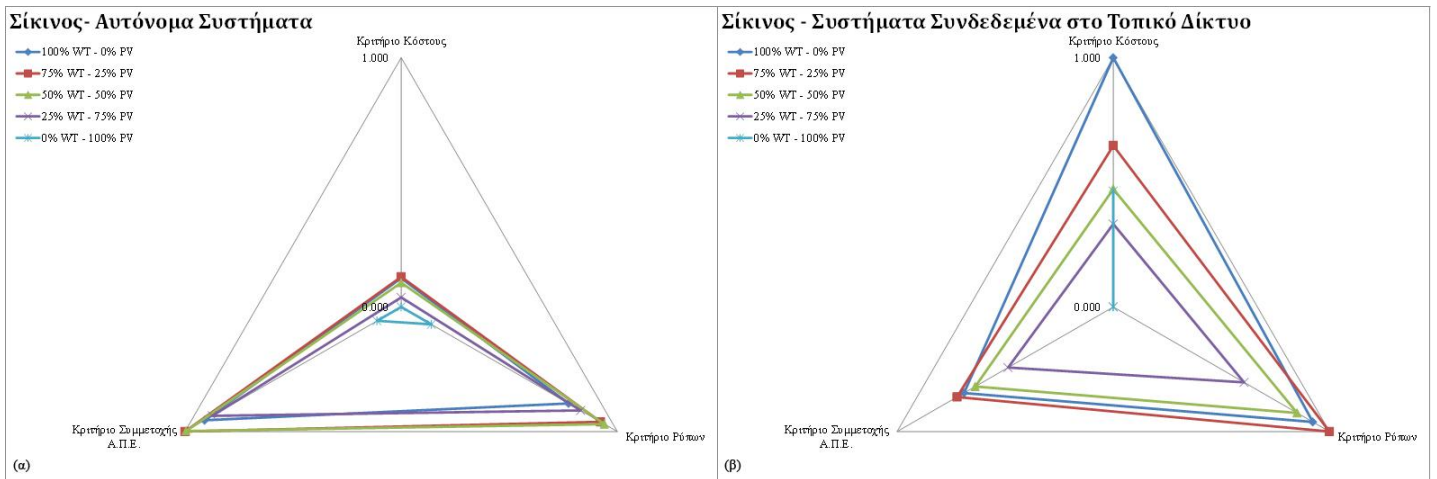 Σίκινος- Αυτόνομα Συστήματα
100% WT - 0% PV
75% WT - 25% PV
50% WT - 50% PV
25% WT - 75% PV
0% WT - 100% PV
Κριτήριο Κόστους
1.000
0.000
Κριτήριο Συμμετοχής
Α.Π.Ε.
Κριτήριο Ρύπων
(α)
Σίκινος - Συστήματα Συνδεδεμένα στο Τοπικό Δίκτυο
100% WT - 0% PV
75% WT - 25% PV
50% WT - 50% PV
25% WT - 75% PV
0% WT - 100% PV
Κριτήριο Κόστους
1.000
0.000
Κριτήριο Συμμετοχής
Α.Π.Ε.
Κριτήριο Ρύπων
(β)